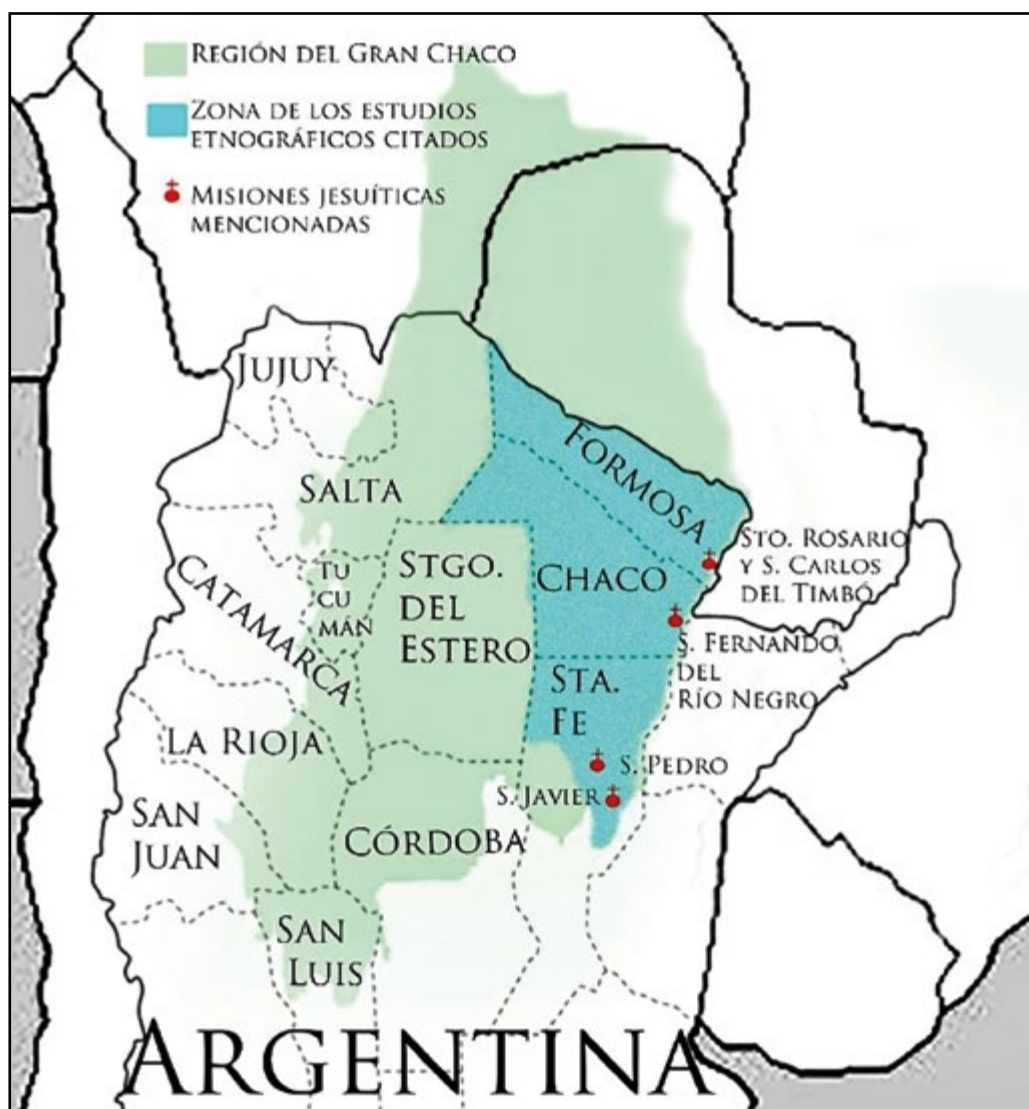 REGIÓN DEL GRAN CHACO
ZONA DE LOS ESTUDIOS
ETNOGRÁFICOS CITADOS
MISIONES JESUÍTICAS
MENCIONADAS
JUJUY
SALTA
FORMOSA
CATAMARCA
TU
CU
MÁN
STGO.
DEL
ESTERO
CHACO
STO. ROSARIO
Y S. CARLOS
DEL TIMBÓ
S. FERNANDO
DEL
RÍO NEGRO
STA.
FE
LA RIOJA
S. PEDRO
S. JAVIER
SAN
JUAN
CÓRDOBA
SAN
LUIS
ARGENTINA